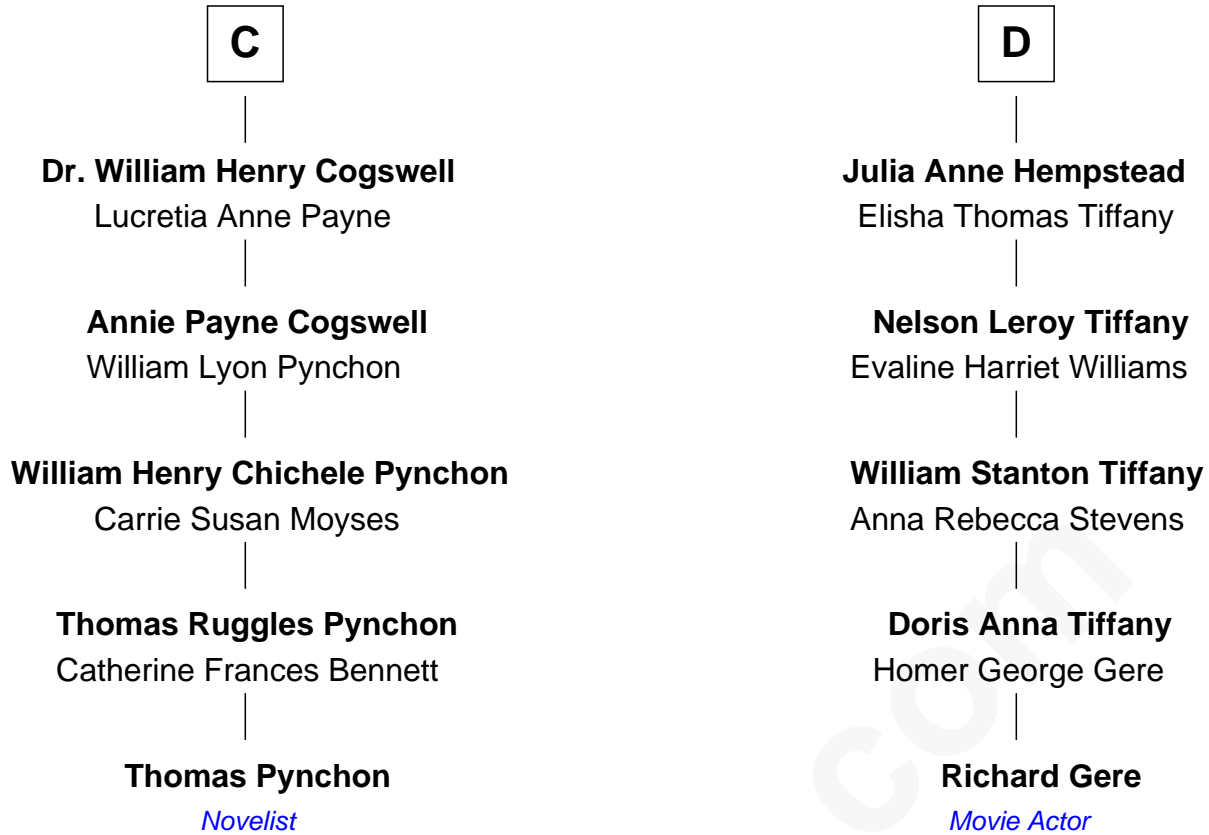 C
Dr. William Henry Cogswell
Lucretia Anne Payne
Annie Payne Cogswell
William Lyon Pynchon
William Henry Chichele Pynchon
Carrie Susan Moyses
Thomas Ruggles Pynchon
Catherine Frances Bennett
Thomas Pynchon
Novelist
D
Julia Anne Hempstead
Elisha Thomas Tiffany
Nelson Leroy Tiffany
Evaline Harriet Williams
William Stanton Tiffany
Anna Rebecca Stevens
Doris Anna Tiffany
Homer George Gere
Richard Gere
Movie Actor
com